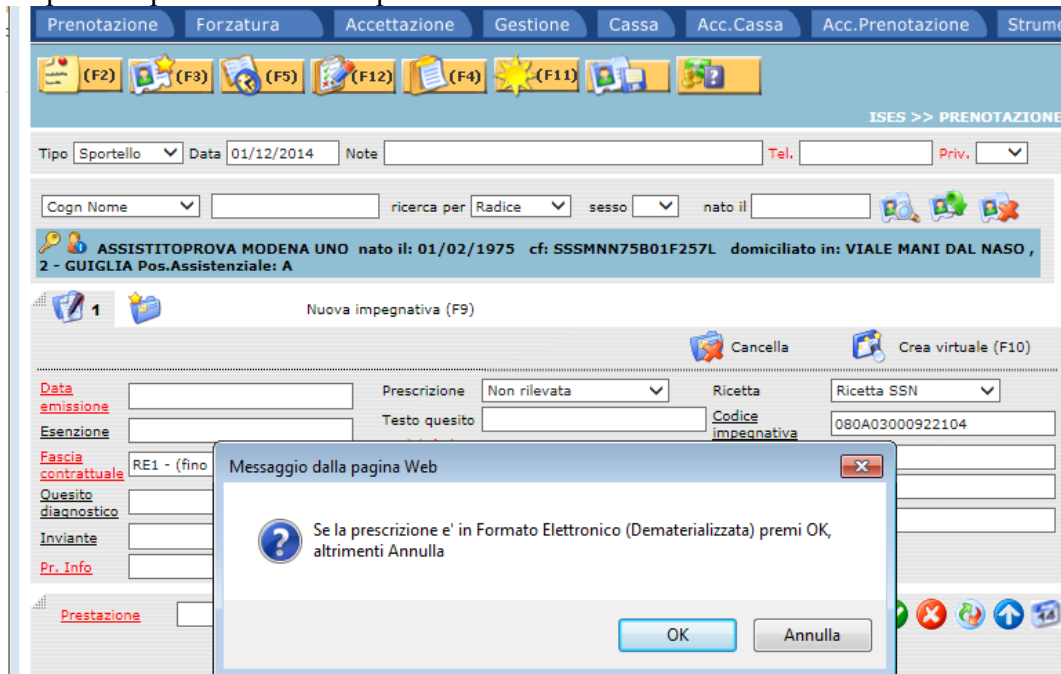 Prenotazione Forzatura Accettazione Gestione Cassa Acc.Cassa Acc.Prenotazione Strume
(F2) (F3) (F5) (F12) (F4) (F11)
ISES >> PRENOTAZIONE
Tipo Sportello Data 01/12/2014 Note Tel. Priv.
Cogn Nome ricerca per Radice sesso nato il
ASSISTITOPROVA MODENA UNO nato il: 01/02/1975 cf: SSSMNN75B01F257L domiciliato in: VIALE MANI DAL NASO ,
2 - GUIGLIA Pos.Assistenziale: A
1 Nuova impegnativa (F9)
Cancella Crea virtuale (F10)
Data emissione Prescrizione Non rilevata Ricetta Ricetta SSN
Esenzione Testo quesito Codice impegnativa 080A03000922104
Fascia contrattuale RE1 - (fino
Quesito diagnostico
Inviante
Pr. Info
Prestazione
Messaggio dalla pagina Web
Se la prescrizione e' in Formato Elettronico (Dematerializzata) premi OK,
altrimenti Annulla
OK Annulla